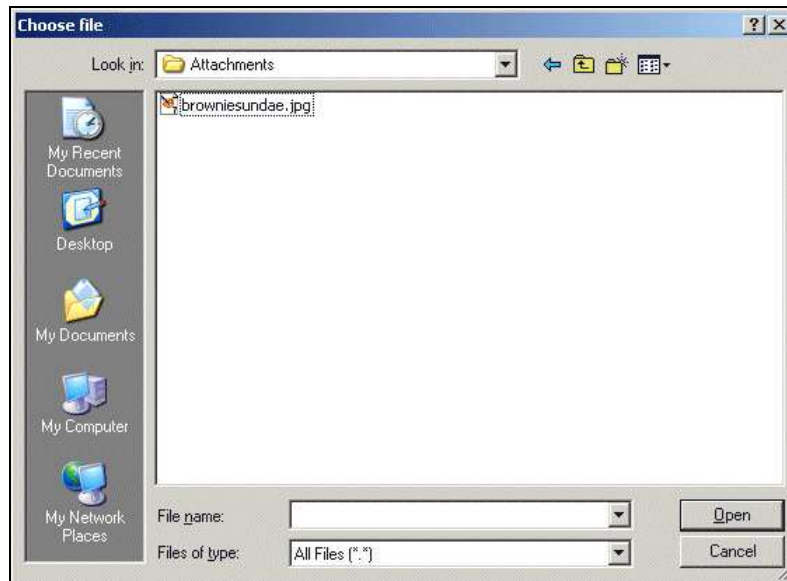 Choose file
?
Look in: Attachments
browniesundae.jpg
My Recent
Documents
Desktop
My Documents
My Computer
My Network
Places
File name:
Open
Files of type: All Files (*.*)
Cancel